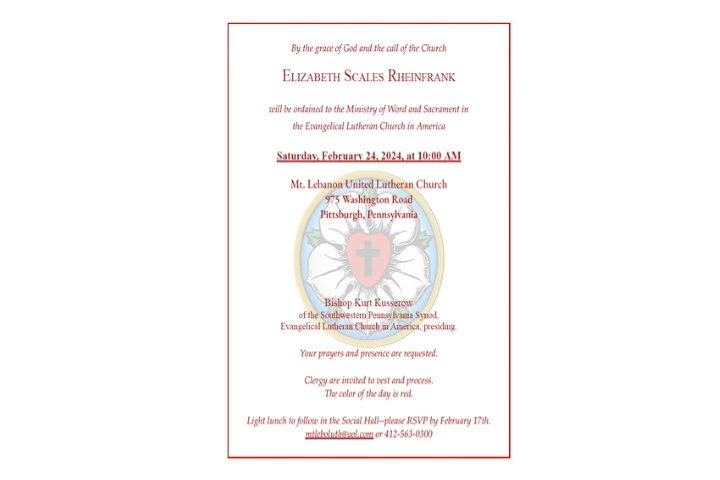 By the grace of God and the call of the Church
Elizabeth Scales Rheinfrank
will be ordained to the Ministry of Word and Sacrament in
the Evangelical Lutheran Church in America
Saturday, February 24, 2024, at 10:00 AM
Mt. Lebanon United Lutheran Church
975 Washington Road
Pittsburgh, Pennsylvania
Bishop Kurt Kusserow
of the Southwestern Pennsylvania Synod,
Evangelical Lutheran Church in America, presiding.
Your prayers and presence are requested.
Clergy are invited to vest and process.
The color of the day is red.
Light lunch to follow in the Social Hall--please RSVP by February 17th.
mtleboluth@aol.com or 412-563-0300